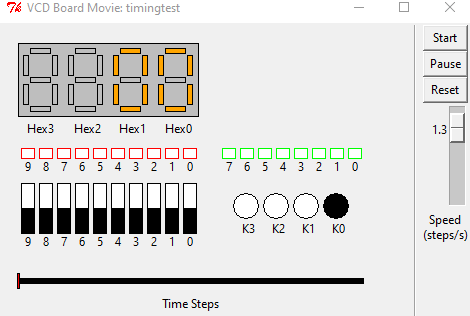 VCD Board Movie: timingtest
Start
Pause
Reset
1.3
Speed
(steps/s)
00
Hex3 Hex2 Hex1 Hex0
9 8 7 6 5 4 3 2 1 0 7 6 5 4 3 2 1 0
9 8 7 6 5 4 3 2 1 0
K3 K2 K1 K0
Time Steps